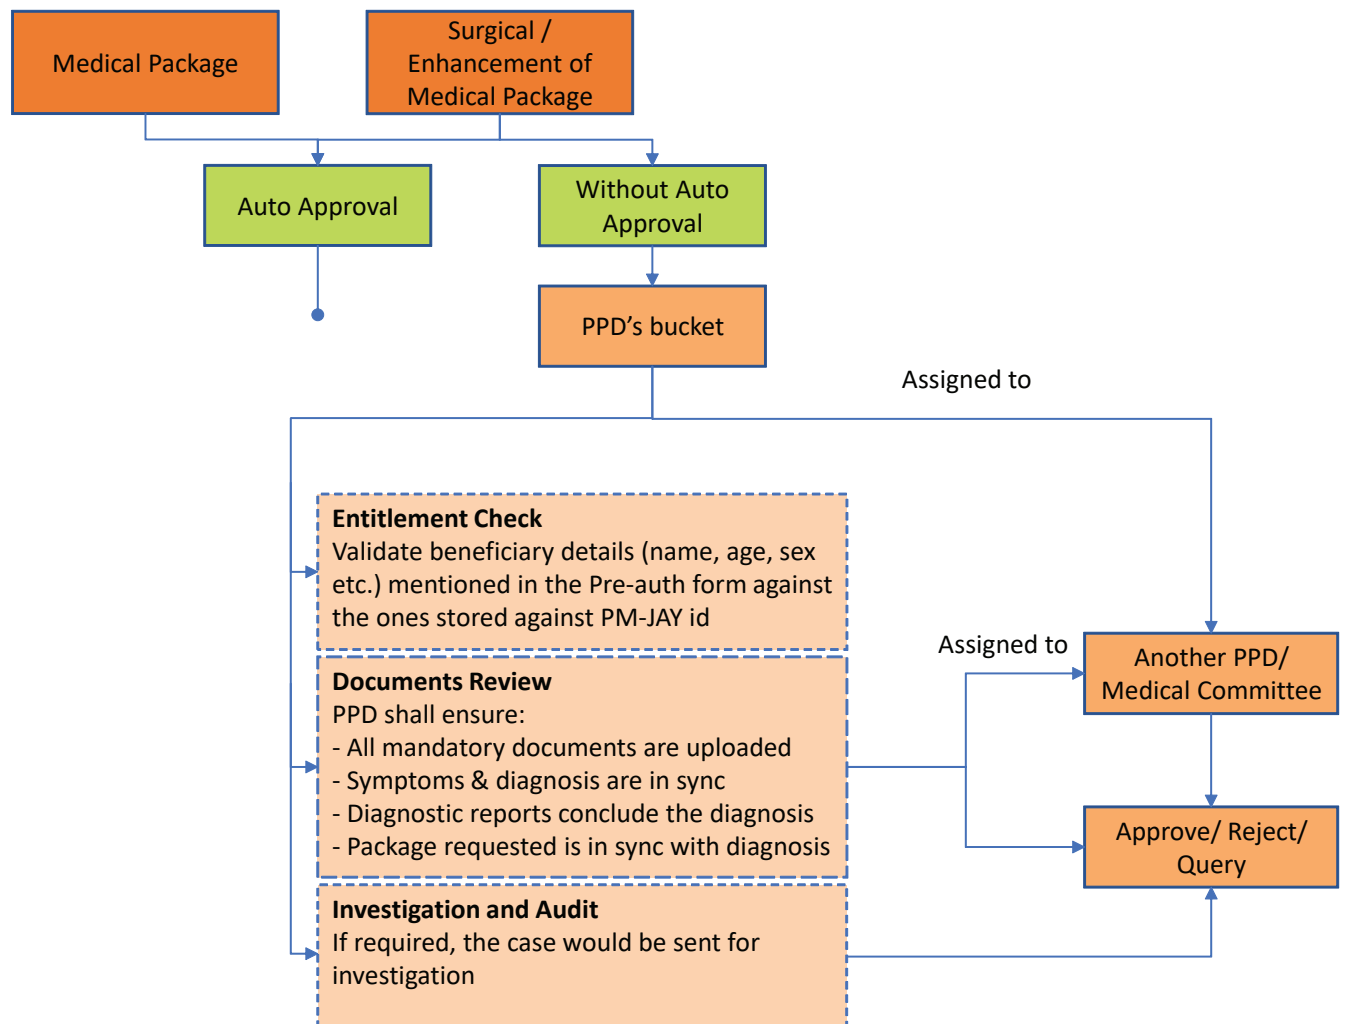 Medical Package
Surgical /
Enhancement of
Medical Package
Auto Approval
Without Auto
Approval
PPD’s bucket
Assigned to
Entitlement Check
Validate beneficiary details (name, age, sex
etc.) mentioned in the Pre-auth form against
the ones stored against PM-JAY id
Documents Review
PPD shall ensure:
- All mandatory documents are uploaded
- Symptoms & diagnosis are in sync
- Diagnostic reports conclude the diagnosis
- Package requested is in sync with diagnosis
Assigned to
Another PPD/
Medical Committee
Approve/ Reject/
Query
Investigation and Audit
If required, the case would be sent for
investigation